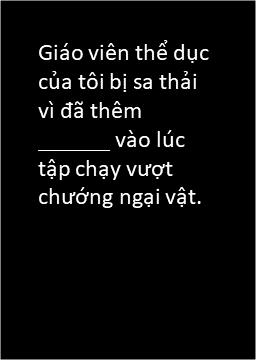 Giáo viên thể dục
của tôi bị sa thải
vì đã thêm
_______ vào lúc
tập chạy vượt
chướng ngại vật.